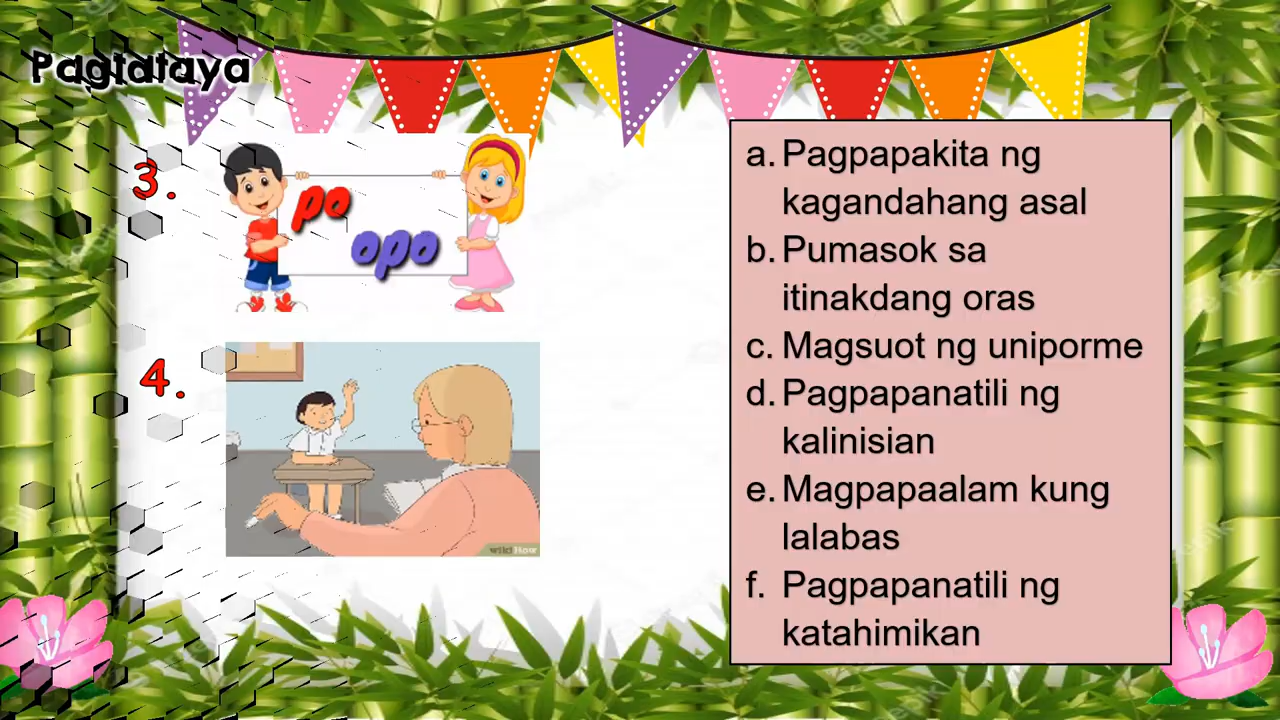 Pagtataya
3.
po
opo
4.
wikiHow
a. Pagpapakita ng
kagandahang asal
b. Pumasok sa
itinakdang oras
c. Magsuot ng uniporme
d. Pagpapanatili ng
kalinisian
e. Magpapaalam kung
lalabas
f. Pagpapanatili ng
katahimikan